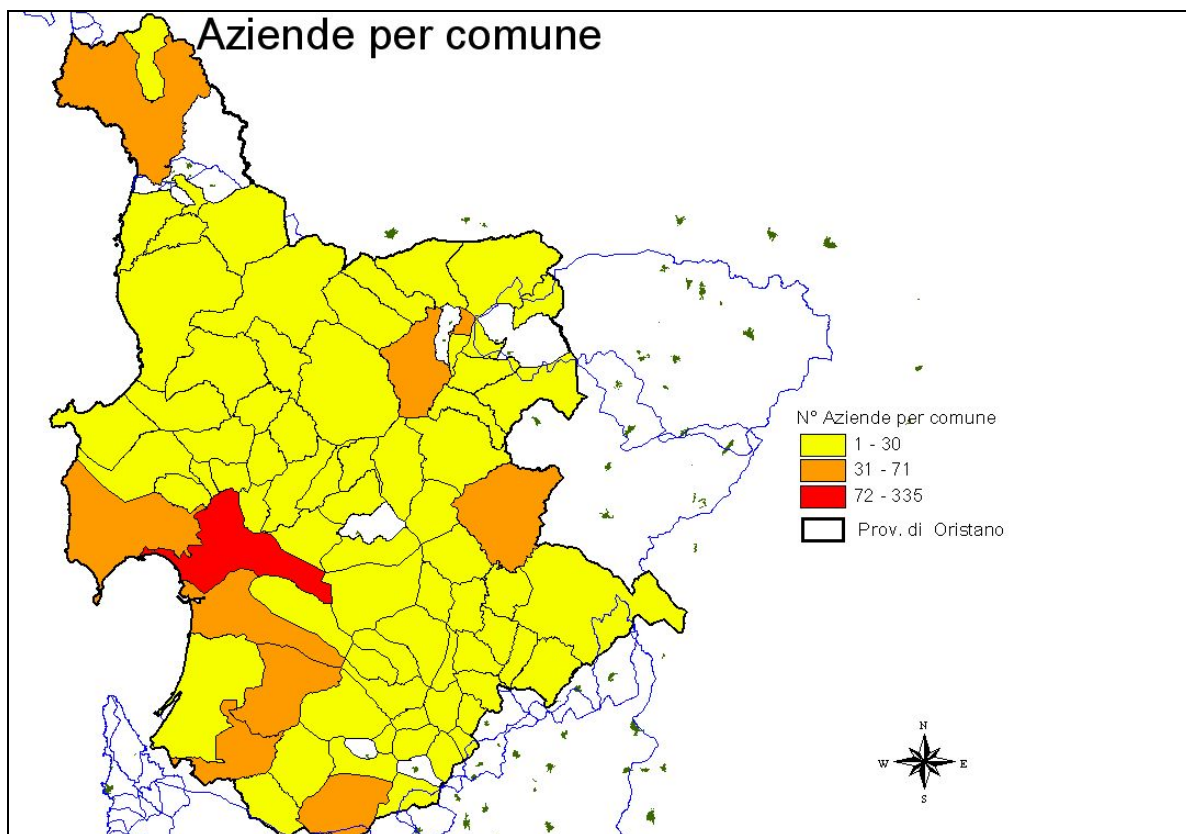 Aziende per comune
N° Aziende per comune
1 - 30
31 - 71
72 - 335
Prov. di Oristano
N
W E
S